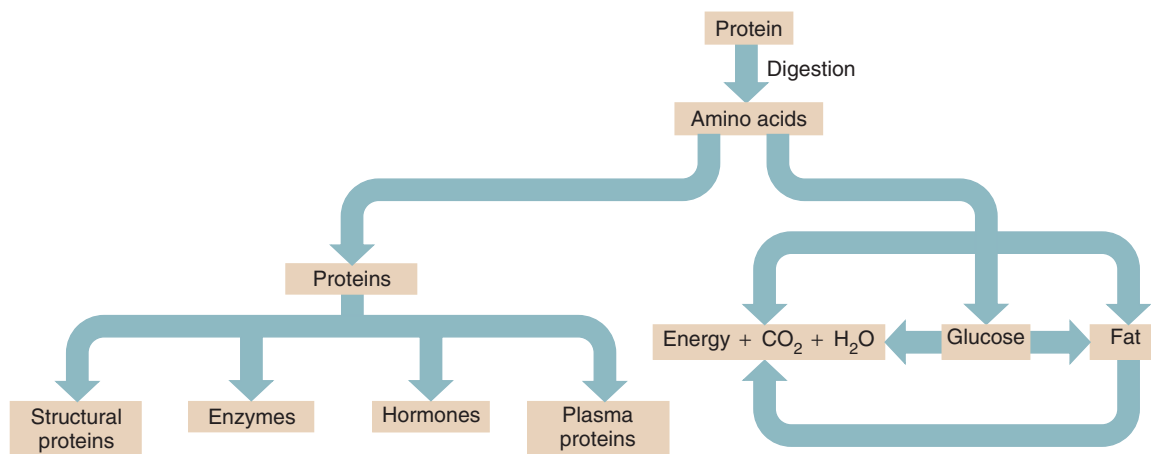 Protein
Digestion
Amino acids
Proteins
Energy + CO₂ + H₂O
Glucose
Fat
Structural
proteins
Enzymes
Hormones
Plasma
proteins